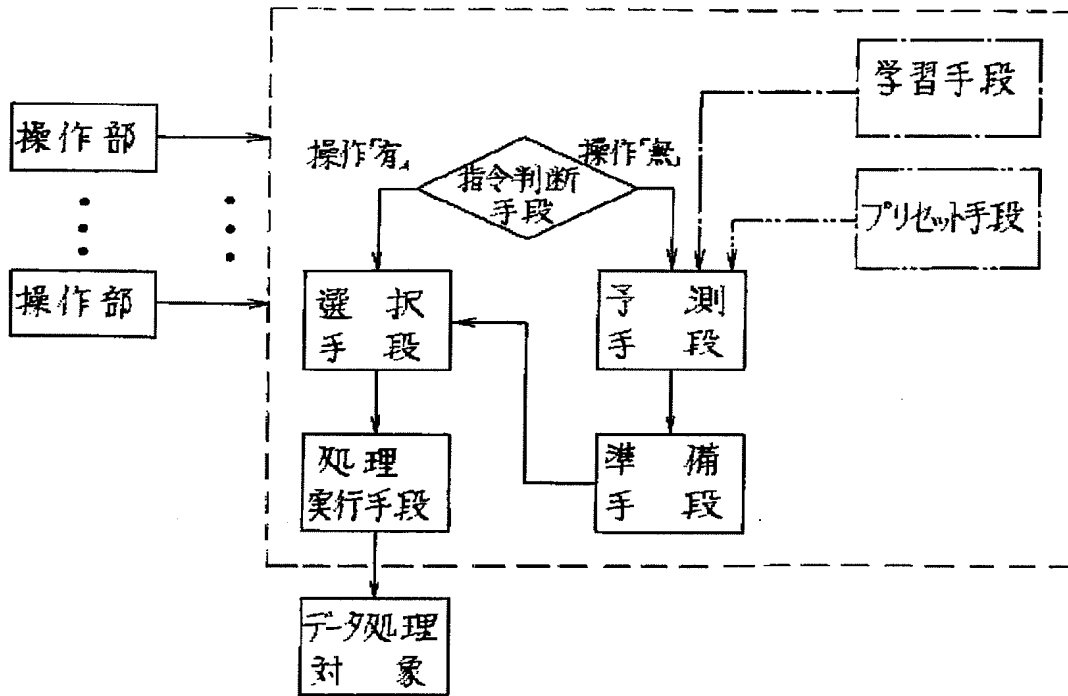 学習手段
操作部
操作「有」
操作「無」
指令判断
手段
プリセット手段
操作部
選択
手段
予測
手段
処理
実行手段
準備
手段
データ処理
対象